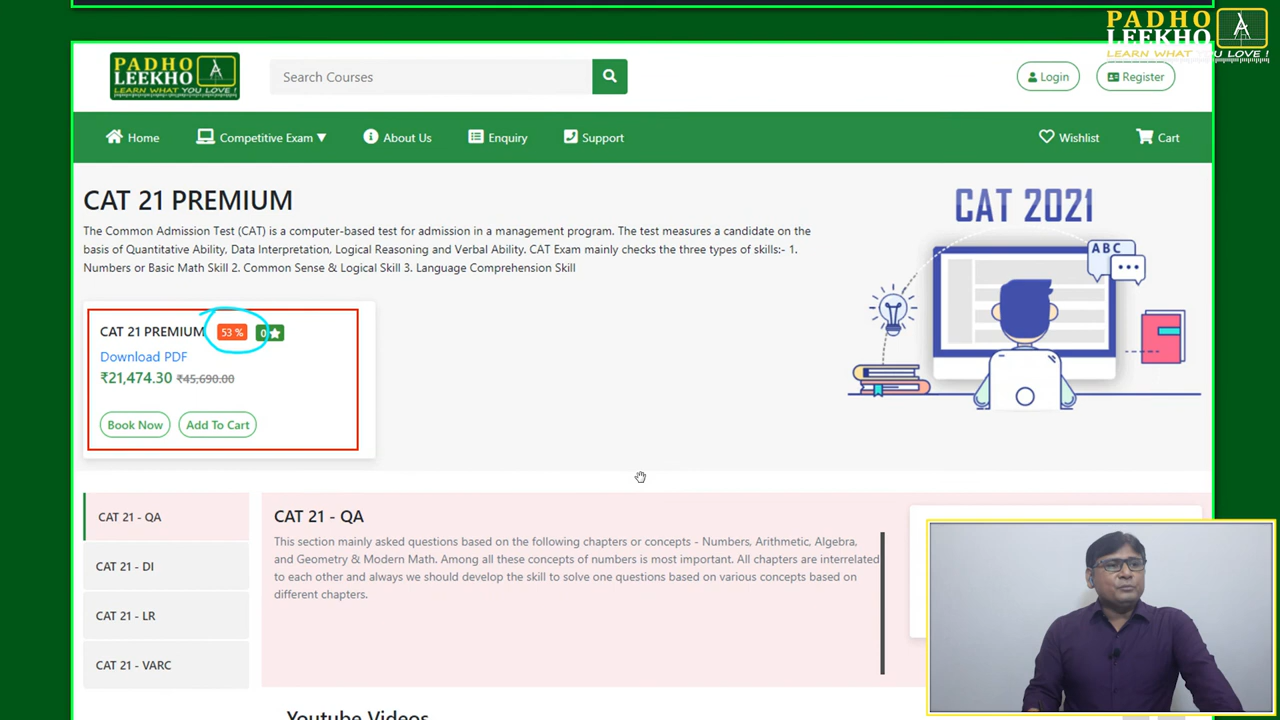 PADHO
LEEKHO
LEARN WHAT YOU LOVE !
PADHO
LEEKHO
LEARN WHAT YOU LOVE !
Search Courses
Login
Register
Home
Competitive Exam ▼
About Us
Enquiry
Support
Wishlist
Cart
CAT 21 PREMIUM
The Common Admission Test (CAT) is a computer-based test for admission in a management program. The test measures a candidate on the
basis of Quantitative Ability, Data Interpretation, Logical Reasoning and Verbal Ability. CAT Exam mainly checks the three types of skills:- 1.
Numbers or Basic Math Skill 2. Common Sense & Logical Skill 3. Language Comprehension Skill
CAT 2021
ABC
CAT 21 PREMIUM 53 % 0★
Download PDF
₹21,474.30 ₹45,690.00
Book Now
Add To Cart
CAT 21 - QA
CAT 21 - DI
CAT 21 - LR
CAT 21 - VARC
CAT 21 - QA
This section mainly asked questions based on the following chapters or concepts - Numbers, Arithmetic, Algebra,
and Geometry & Modern Math. Among all these concepts of numbers is most important. All chapters are interrelated
to each other and always we should develop the skill to solve one questions based on various concepts based on
different chapters.
Youtube Videos